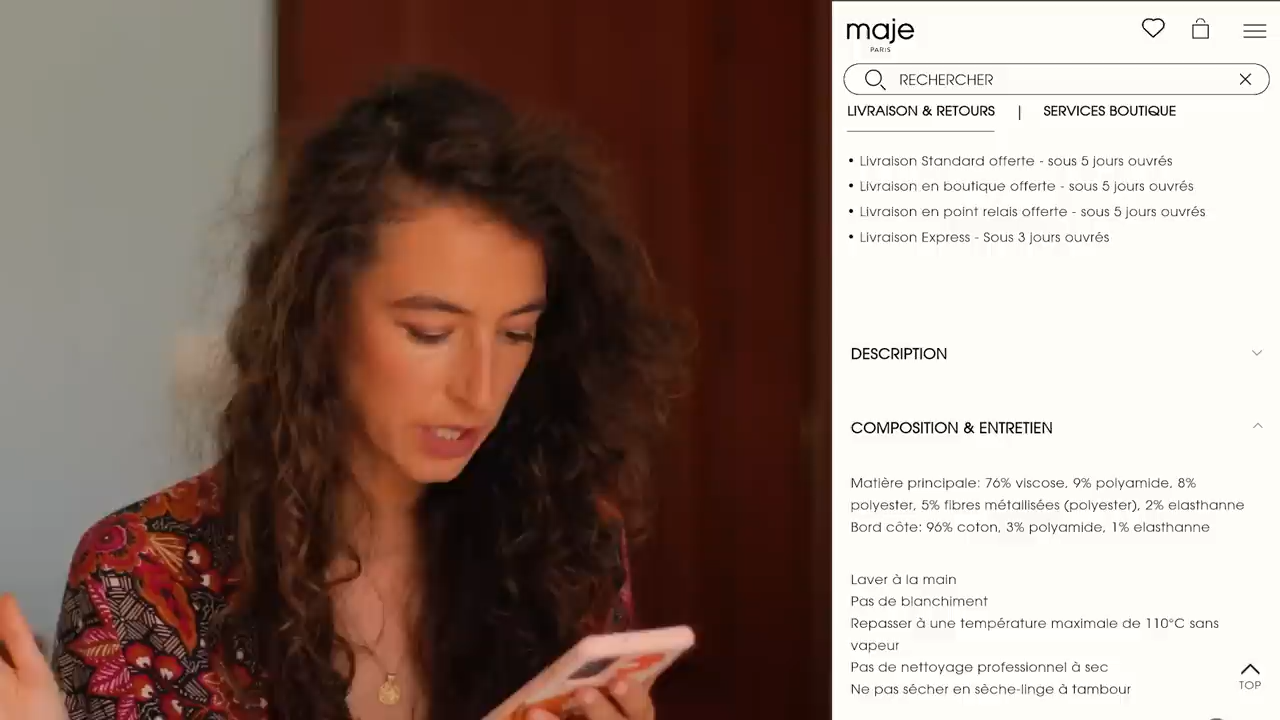 maje
PARIS
RECHERCHER
LIVRAISON & RETOURS | SERVICES BOUTIQUE
• Livraison Standard offerte - sous 5 jours ouvrés
• Livraison en boutique offerte - sous 5 jours ouvrés
• Livraison en point relais offerte - sous 5 jours ouvrés
• Livraison Express - Sous 3 jours ouvrés
DESCRIPTION
COMPOSITION & ENTRETIEN
Matière principale: 76% viscose, 9% polyamide, 8%
polyester, 5% fibres métallisées (polyester), 2% elasthanne
Bord côte: 96% coton, 3% polyamide, 1% elasthanne
Laver à la main
Pas de blanchiment
Repasser à une température maximale de 110°C sans
vapeur
Pas de nettoyage professionnel à sec
Ne pas sécher en sèche-linge à tambour
TOP